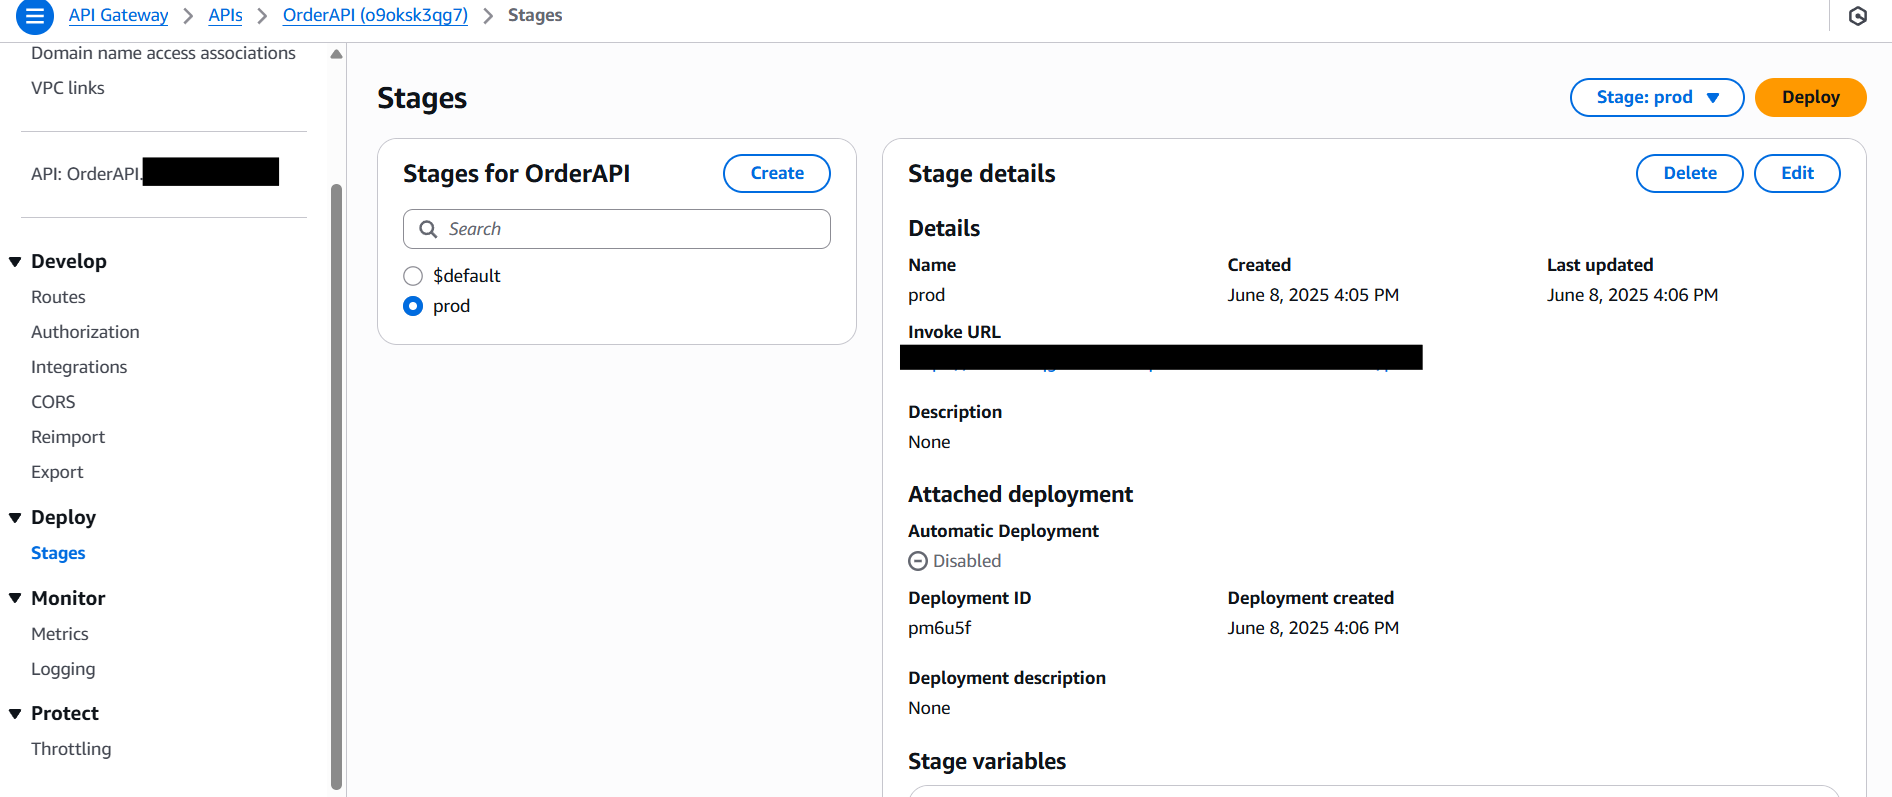 API Gateway > APIs > OrderAPI (o9oksk3qg7) > Stages
Domain name access associations
VPC links
API: OrderAPI.
Develop
Routes
Authorization
Integrations
CORS
Reimport
Export
Deploy
Stages
Monitor
Metrics
Logging
Protect
Throttling
Stages
Stage: prod
Deploy
Stages for OrderAPI
Create
Search
$default
prod
Stage details
Delete
Edit
Details
Name
prod
Created
June 8, 2025 4:05 PM
Last updated
June 8, 2025 4:06 PM
Invoke URL
Description
None
Attached deployment
Automatic Deployment
Disabled
Deployment ID
pm6u5f
Deployment created
June 8, 2025 4:06 PM
Deployment description
None
Stage variables